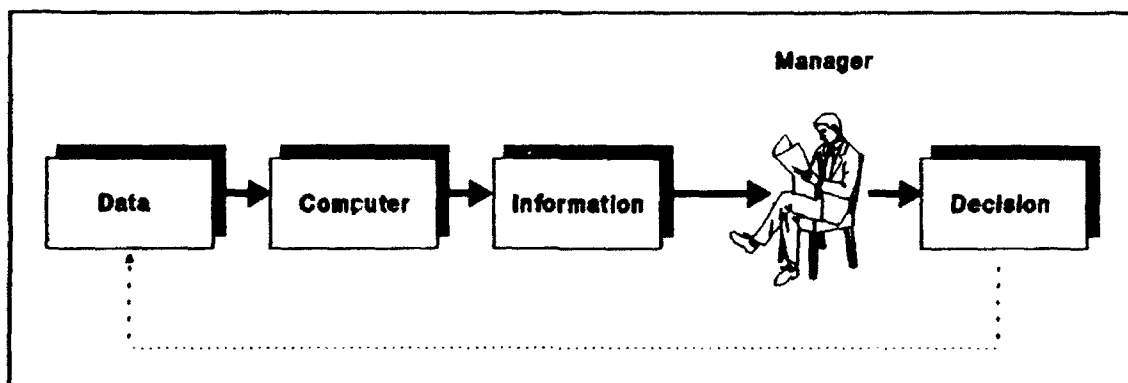 Manager
Data
Computer
Information
Decision